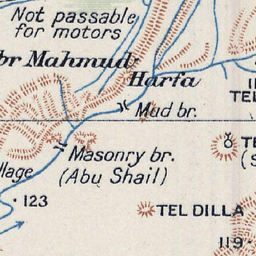 Not passable
for motors
br Mahmud
Harfa
TEL
Mud br.
Masonry br.
(Abu Shail)
llage
· 123
TEL DILLA
119 ·